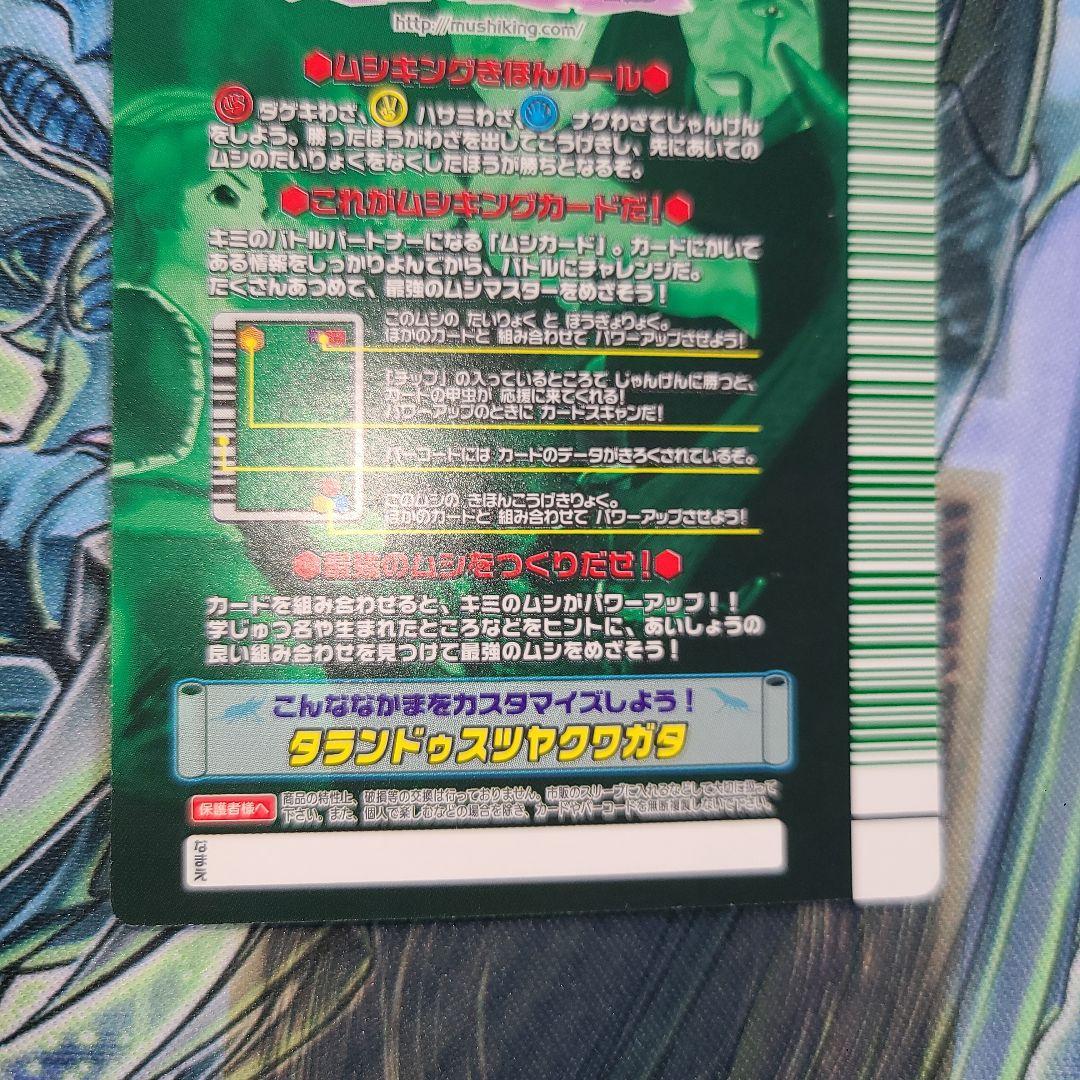 http://mushiking.com/
ムシキングきほんルール
ダゲキわざ、ハサミわざ、ナゲわざでじゃんけん
をしよう。勝ったほうがわざを出してこうげきし、先にあいての
ムシのたいりょくをなくしたほうが勝ちとなるぞ。
これがムシキングカードだ!
キミのバトルパートナーになる「ムシカード」。カードにかいて
ある情報をしっかりよんでから、バトルにチャレンジだ。
たくさんあつめて、最強のムシマスターをめざそう!
このムシの たいりょく と ぼうぎょりょく。
ほかのカードと 組み合わせて パワーアップさせよう!
「チップ」の入っているところで じゃんけんに勝つと、
カードの甲虫が 応援に来てくれる!
パワーアップのときに カードスキャンだ!
バーコードには カードのデータがきろくされているぞ。
このムシの きほんこうげきりょく。
ほかのカードと 組み合わせて パワーアップさせよう!
最強のムシをつくりだせ!
カードを組み合わせると、キミのムシがパワーアップ!!
学じゅつ名や生まれたところなどをヒントに、あいしょうの
良い組み合わせを見つけて最強のムシをめざそう!
こんななかまをカスタマイズしよう!
タランドゥスツヤクワガタ
保護者様へ
商品の特性上、破損等の交換は行っておりません。市販のスリーブに入れるなどして大切に扱って
下さい。また、個人で楽しむなどの場合を除き、カードやバーコードを無断複製しないで下さい。
なまえ